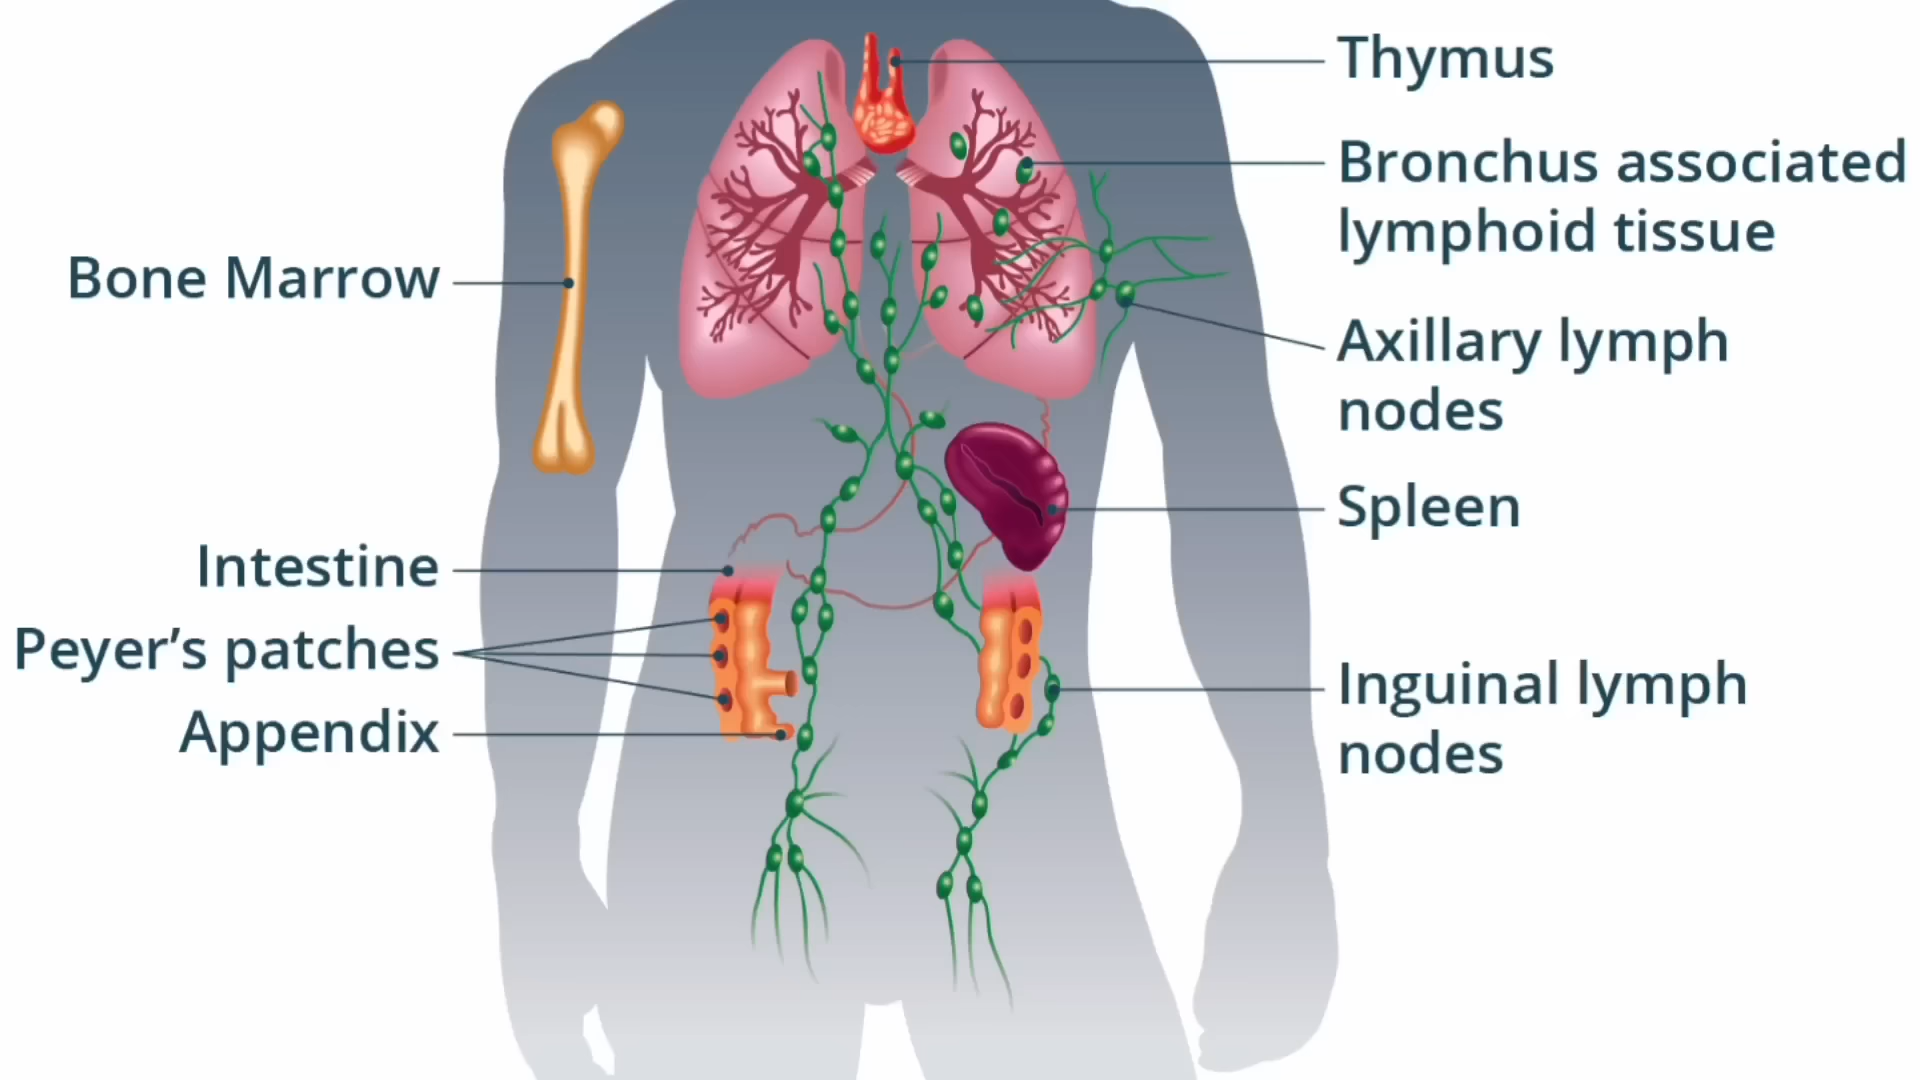 Thymus
Bronchus associated
lymphoid tissue
Bone Marrow
Axillary lymph
nodes
Spleen
Intestine
Peyer’s patches
Inguinal lymph
nodes
Appendix